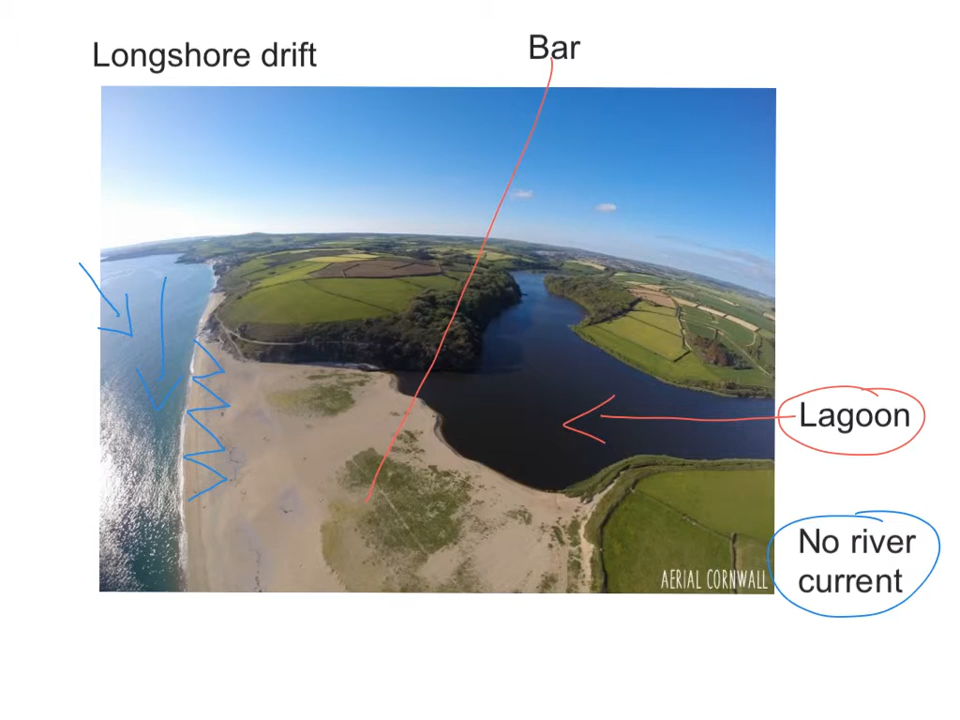 Longshore drift
Bar
Lagoon
No river
current
AERIAL CORNWALL